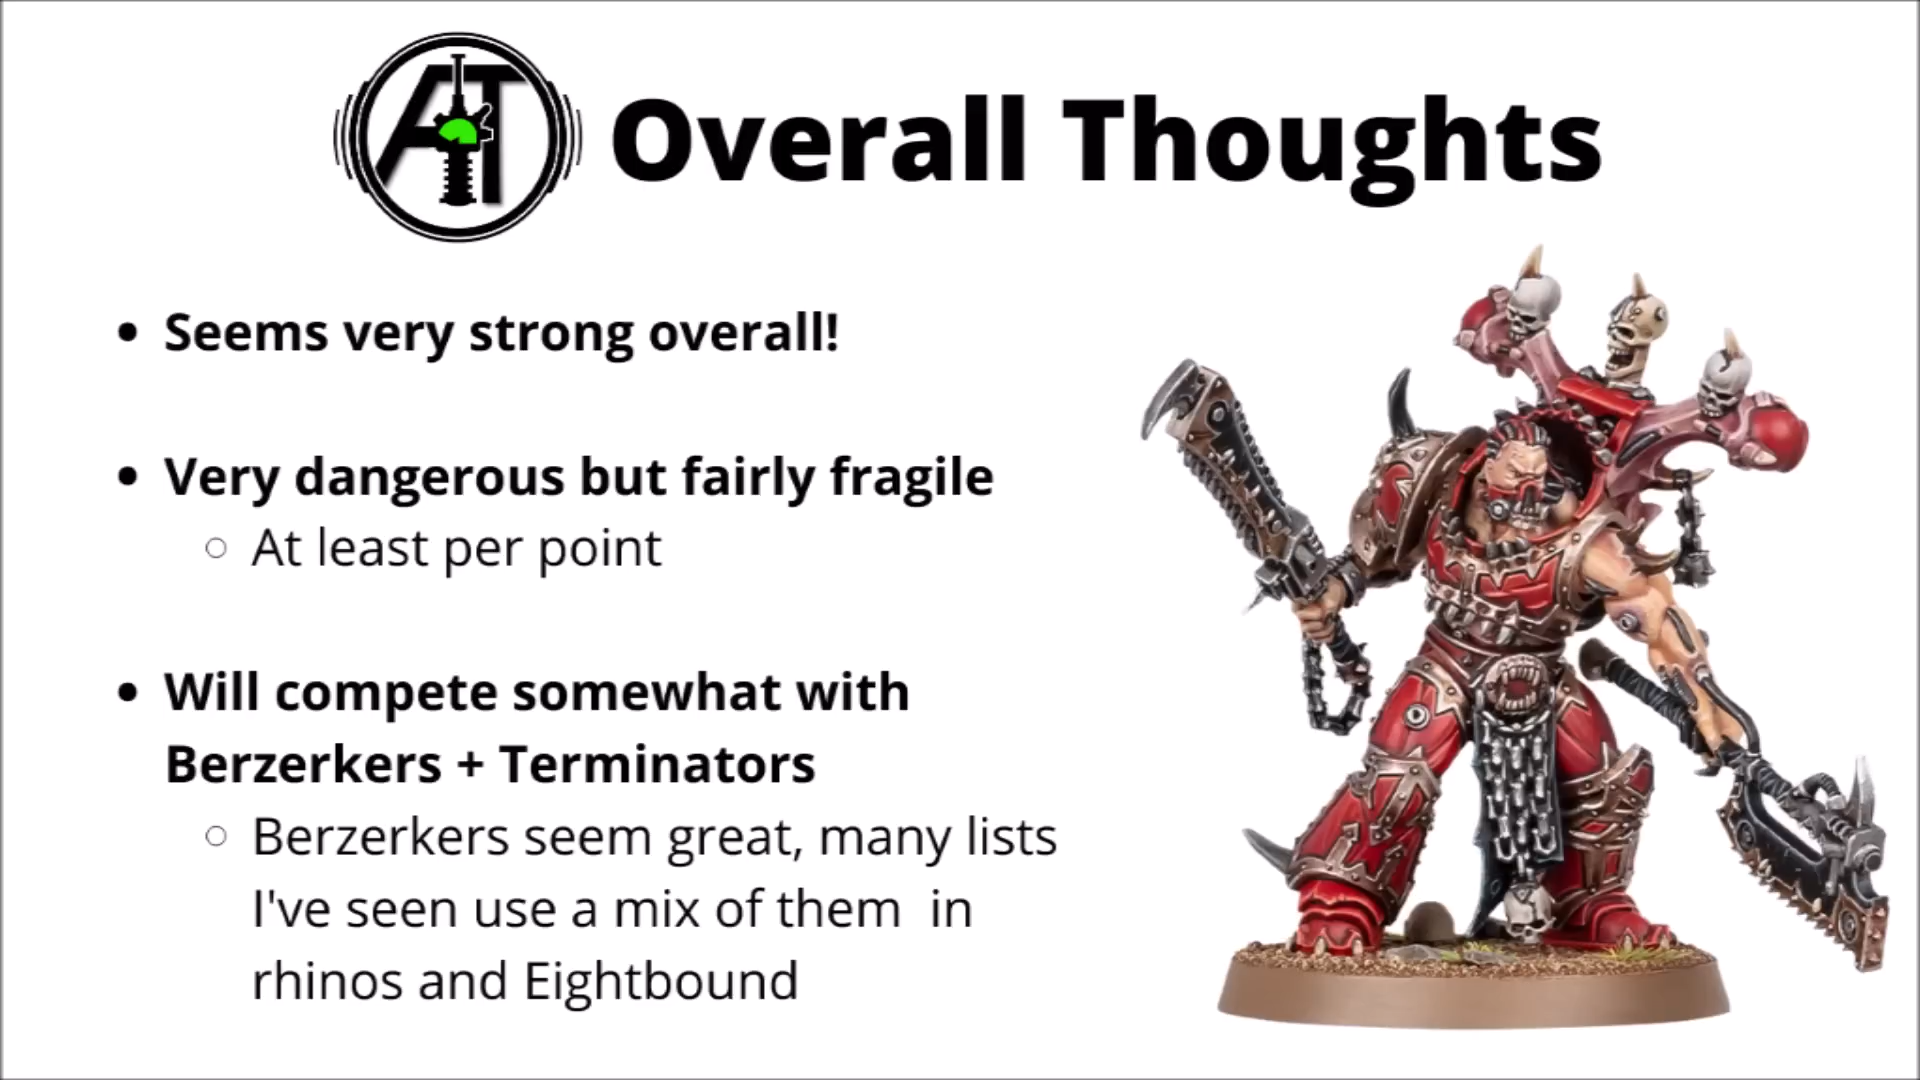 AT Overall Thoughts
• Seems very strong overall!
• Very dangerous but fairly fragile
○ At least per point
• Will compete somewhat with
Berzerkers + Terminators
○ Berzerkers seem great, many lists
I've seen use a mix of them  in
rhinos and Eightbound